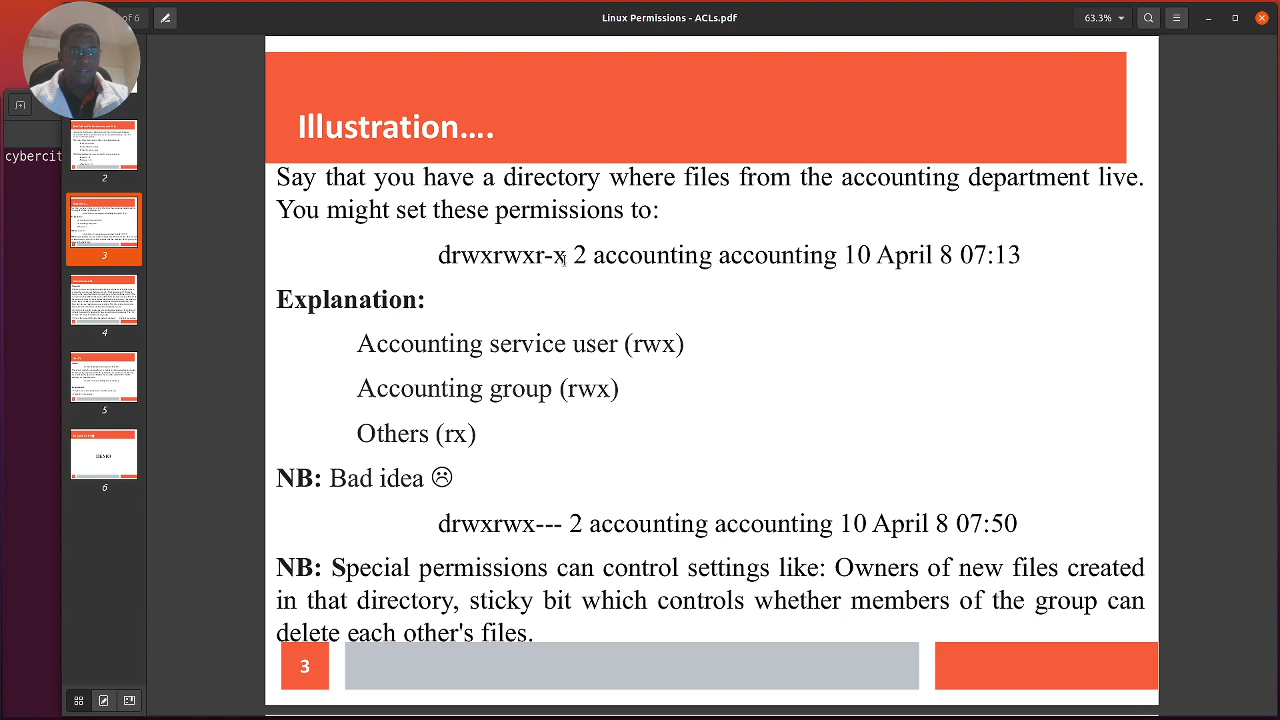 of 6
Linux Permissions - ACLs.pdf
63.3%
cybercit
2
3
4
5
DEMO
6
Illustration....
Say that you have a directory where files from the accounting department live.
You might set these permissions to:
drwxrwxr-x 2 accounting accounting 10 April 8 07:13
Explanation:
Accounting service user (rwx)
Accounting group (rwx)
Others (rx)
NB: Bad idea ☹
drwxrwx--- 2 accounting accounting 10 April 8 07:50
NB: Special permissions can control settings like: Owners of new files created
in that directory, sticky bit which controls whether members of the group can
delete each other's files.
3